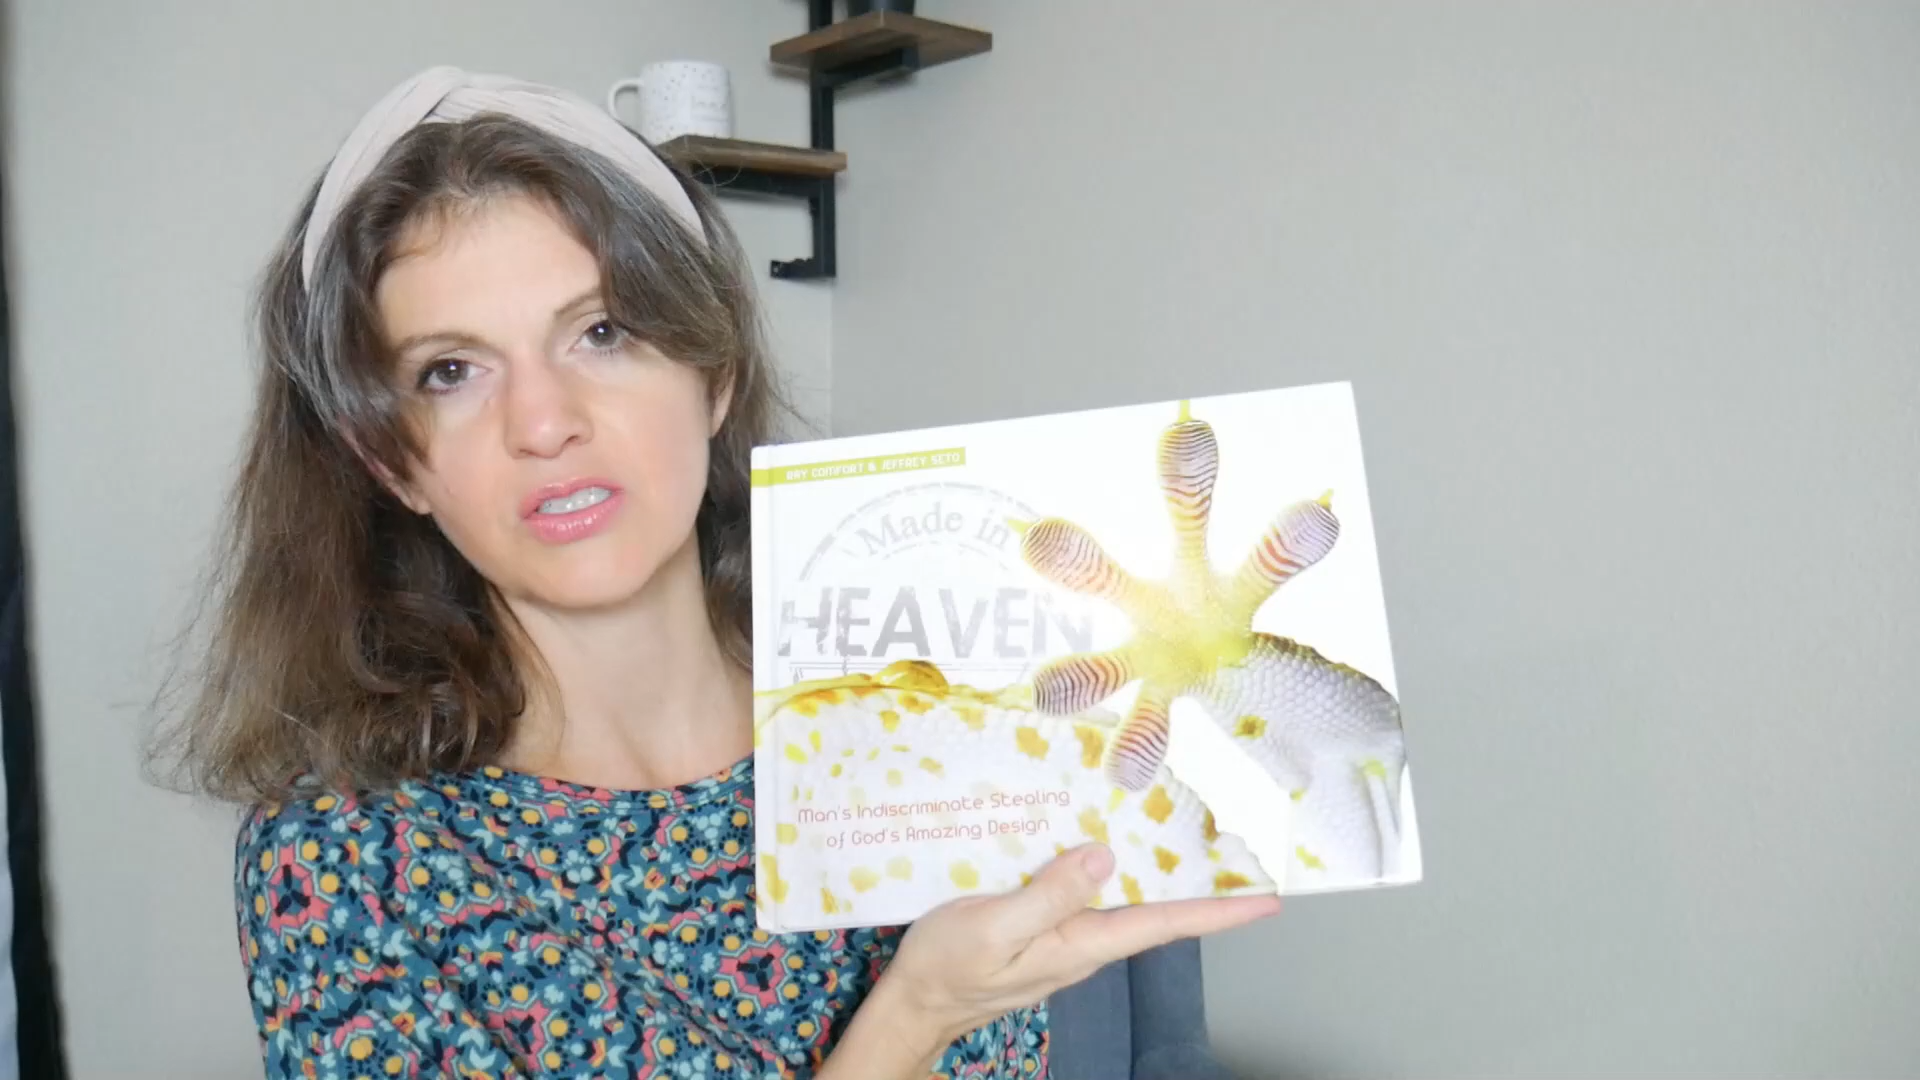 RAY COMFORT & JEFFREY SETO
Made in
HEAVEN
Man's Indiscriminate Stealing
of God's Amazing Design